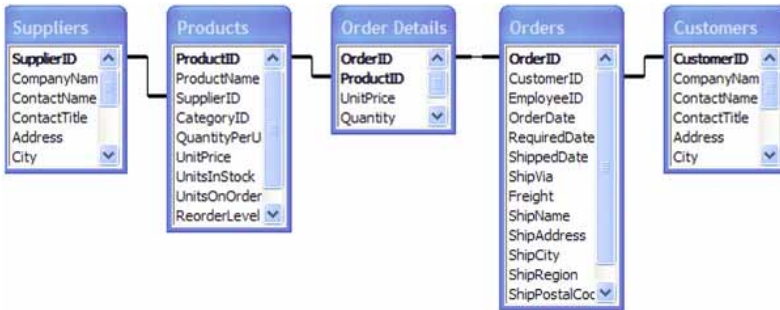 Suppliers
SupplierID
CompanyNam
ContactName
ContactTitle
Address
City
Products
ProductID
ProductName
SupplierID
CategoryID
QuantityPerU
UnitPrice
UnitsInStock
UnitsOnOrder
ReorderLevel
Order Details
OrderID
ProductID
UnitPrice
Quantity
Orders
OrderID
CustomerID
EmployeeID
OrderDate
RequiredDate
ShippedDate
ShipVia
Freight
ShipName
ShipAddress
ShipCity
ShipRegion
ShipPostalCoc
Customers
CustomerID
CompanyNam
ContactName
ContactTitle
Address
City